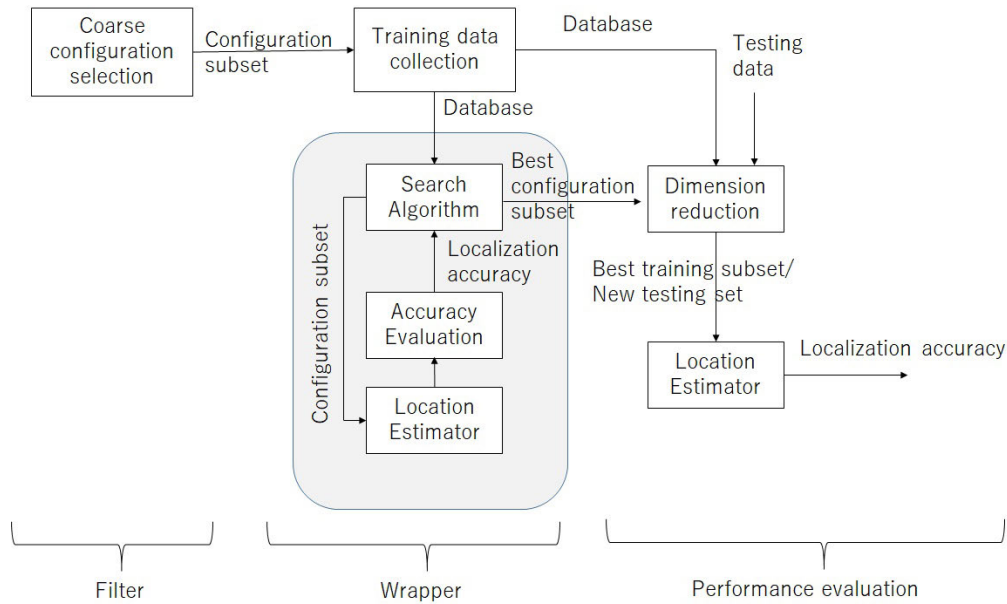 Coarse
configuration
selection
Configuration
subset
Training data
collection
Database
Testing
data
Database
Search
Algorithm
Best
configuration
subset
Dimension
reduction
Configuration subset
Localization
accuracy
Best training subset/
New testing set
Accuracy
Evaluation
Location
Estimator
Localization accuracy
Location
Estimator
Filter
Wrapper
Performance evaluation